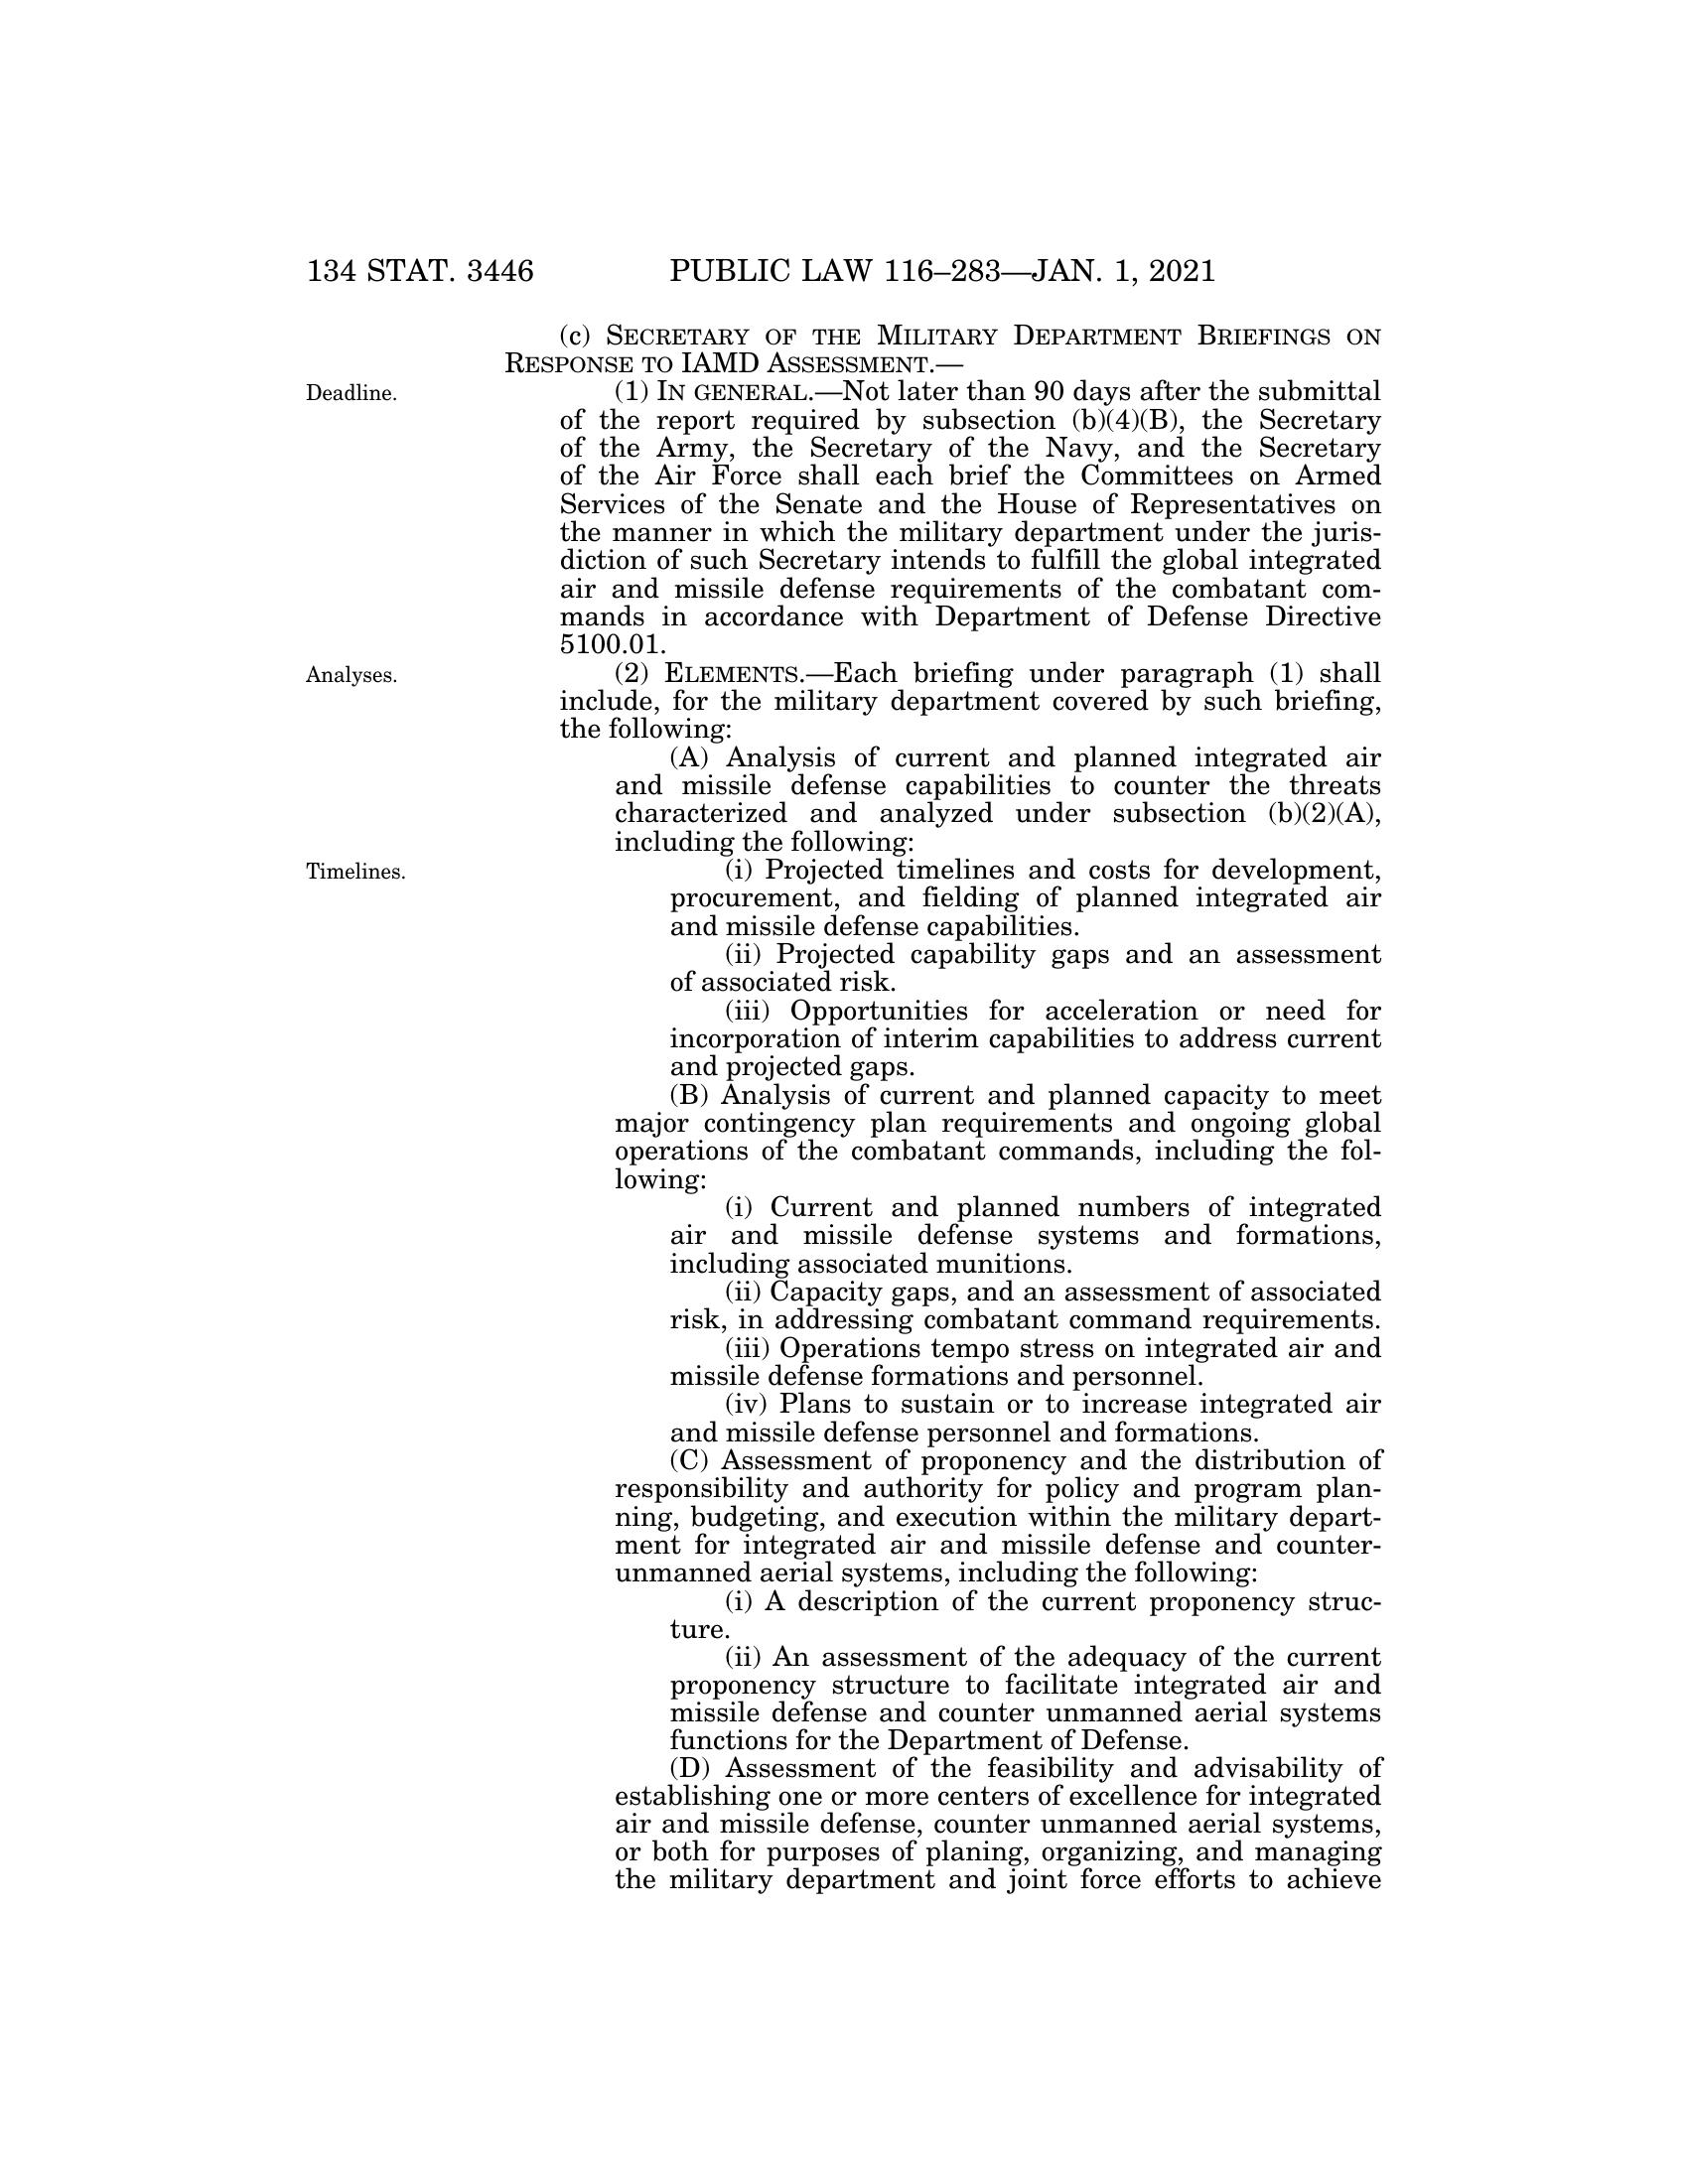 134 STAT. 3446 PUBLIC LAW 116–283—JAN. 1, 2021
(c) SECRETARY OF THE MILITARY DEPARTMENT BRIEFINGS ON
RESPONSE TO IAMD ASSESSMENT.—
Deadline.
(1) IN GENERAL.—Not later than 90 days after the submittal
of the report required by subsection (b)(4)(B), the Secretary
of the Army, the Secretary of the Navy, and the Secretary
of the Air Force shall each brief the Committees on Armed
Services of the Senate and the House of Representatives on
the manner in which the military department under the juris-
diction of such Secretary intends to fulfill the global integrated
air and missile defense requirements of the combatant com-
mands in accordance with Department of Defense Directive
5100.01.
Analyses.
(2) ELEMENTS.—Each briefing under paragraph (1) shall
include, for the military department covered by such briefing,
the following:
(A) Analysis of current and planned integrated air
and missile defense capabilities to counter the threats
characterized and analyzed under subsection (b)(2)(A),
including the following:
Timelines.
(i) Projected timelines and costs for development,
procurement, and fielding of planned integrated air
and missile defense capabilities.
(ii) Projected capability gaps and an assessment
of associated risk.
(iii) Opportunities for acceleration or need for
incorporation of interim capabilities to address current
and projected gaps.
(B) Analysis of current and planned capacity to meet
major contingency plan requirements and ongoing global
operations of the combatant commands, including the fol-
lowing:
(i) Current and planned numbers of integrated
air and missile defense systems and formations,
including associated munitions.
(ii) Capacity gaps, and an assessment of associated
risk, in addressing combatant command requirements.
(iii) Operations tempo stress on integrated air and
missile defense formations and personnel.
(iv) Plans to sustain or to increase integrated air
and missile defense personnel and formations.
(C) Assessment of proponency and the distribution of
responsibility and authority for policy and program plan-
ning, budgeting, and execution within the military depart-
ment for integrated air and missile defense and counter-
unmanned aerial systems, including the following:
(i) A description of the current proponency struc-
ture.
(ii) An assessment of the adequacy of the current
proponency structure to facilitate integrated air and
missile defense and counter unmanned aerial systems
functions for the Department of Defense.
(D) Assessment of the feasibility and advisability of
establishing one or more centers of excellence for integrated
air and missile defense, counter unmanned aerial systems,
or both for purposes of planing, organizing, and managing
the military department and joint force efforts to achieve